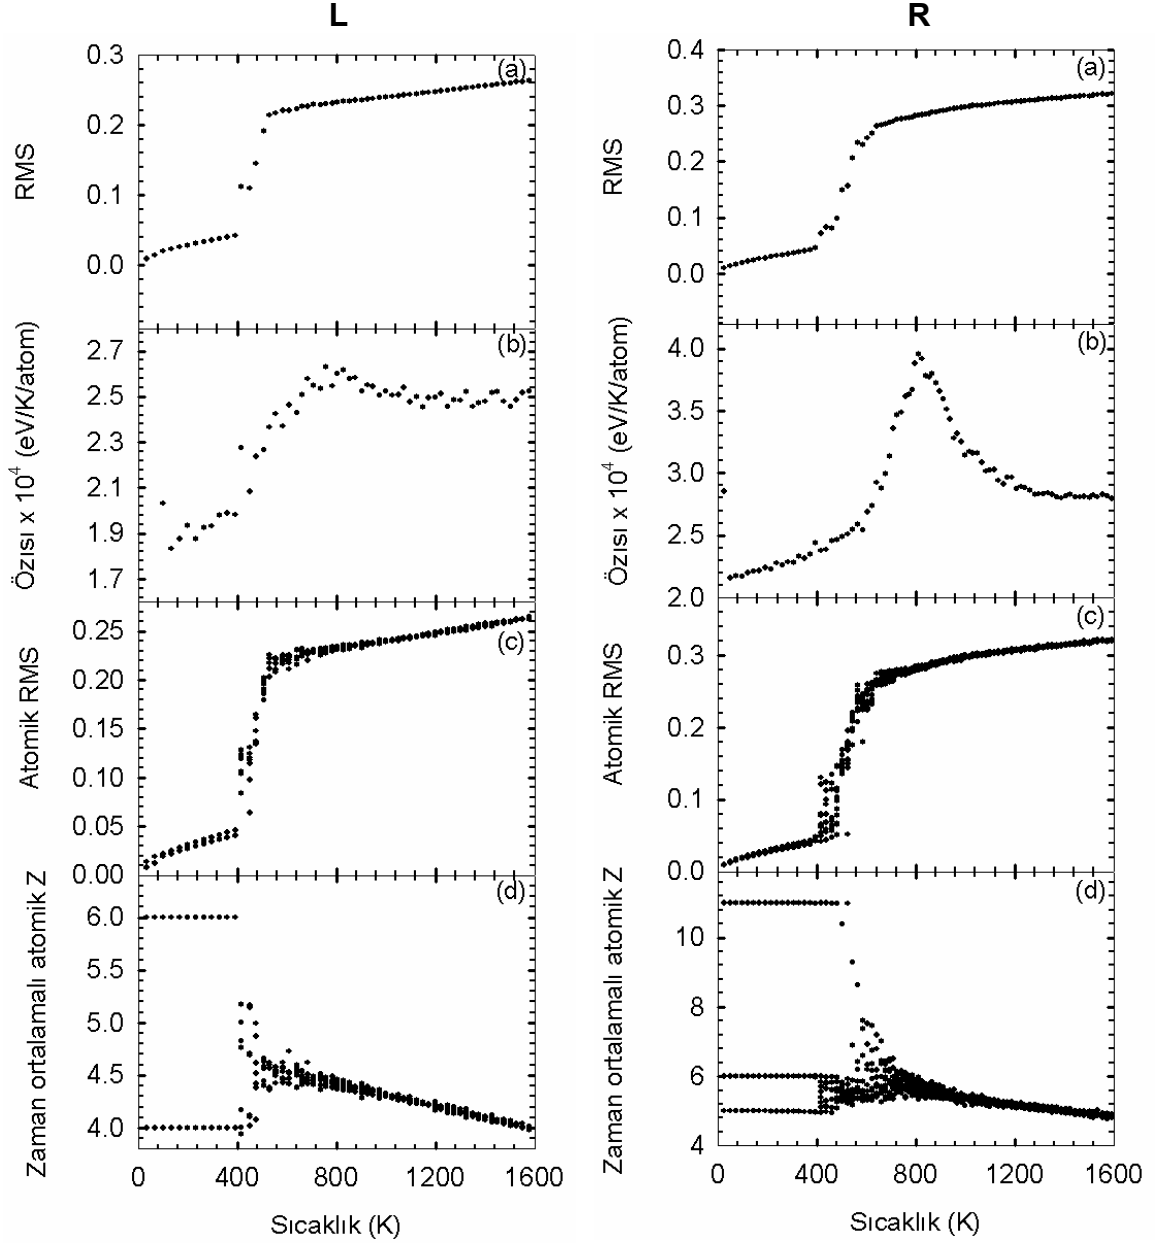 L
R
RMS
0.3
0.2
0.1
0.0
(a)
Özısı x 10⁴ (eV/K/atom)
2.7
2.5
2.3
2.1
1.9
1.7
(b)
Atomik RMS
0.25
0.20
0.15
0.10
0.05
0.00
(c)
Zaman ortalamalı atomik Z
6.0
5.5
5.0
4.5
4.0
(d)
0 400 800 1200 1600
Sıcaklık (K)
RMS
0.4
0.3
0.2
0.1
0.0
(a)
Özısı x 10⁴ (eV/K/atom)
4.0
3.5
3.0
2.5
2.0
(b)
Atomik RMS
0.3
0.2
0.1
0.0
(c)
Zaman ortalamalı atomik Z
10
8
6
4
(d)
0 400 800 1200 1600
Sıcaklık (K)